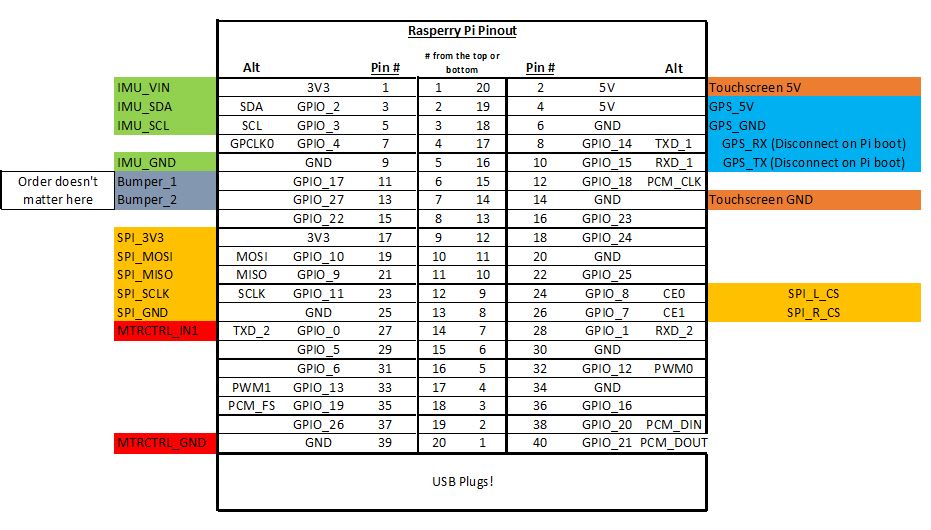 Rasperry Pi Pinout
Alt Pin # # from the top or bottom Pin # Alt
IMU_VIN 3V3 1 1 20 2 5V Touchscreen 5V
IMU_SDA SDA GPIO_2 3 2 19 4 5V GPS_5V
IMU_SCL SCL GPIO_3 5 3 18 6 GND GPS_GND
GPCLK0 GPIO_4 7 4 17 8 GPIO_14 TXD_1 GPS_RX (Disconnect on Pi boot)
IMU_GND GND 9 5 16 10 GPIO_15 RXD_1 GPS_TX (Disconnect on Pi boot)
Order doesn't Bumper_1 GPIO_17 11 6 15 12 GPIO_18 PCM_CLK
matter here Bumper_2 GPIO_27 13 7 14 14 GND Touchscreen GND
GPIO_22 15 8 13 16 GPIO_23
SPI_3V3 3V3 17 9 12 18 GPIO_24
SPI_MOSI MOSI GPIO_10 19 10 11 20 GND
SPI_MISO MISO GPIO_9 21 11 10 22 GPIO_25
SPI_SCLK SCLK GPIO_11 23 12 9 24 GPIO_8 CE0 SPI_L_CS
SPI_GND GND 25 13 8 26 GPIO_7 CE1 SPI_R_CS
MTRCTRL_IN1 TXD_2 GPIO_0 27 14 7 28 GPIO_1 RXD_2
GPIO_5 29 15 6 30 GND
GPIO_6 31 16 5 32 GPIO_12 PWM0
PWM1 GPIO_13 33 17 4 34 GND
PCM_FS GPIO_19 35 18 3 36 GPIO_16
GPIO_26 37 19 2 38 GPIO_20 PCM_DIN
MTRCTRL_GND GND 39 20 1 40 GPIO_21 PCM_DOUT
USB Plugs!